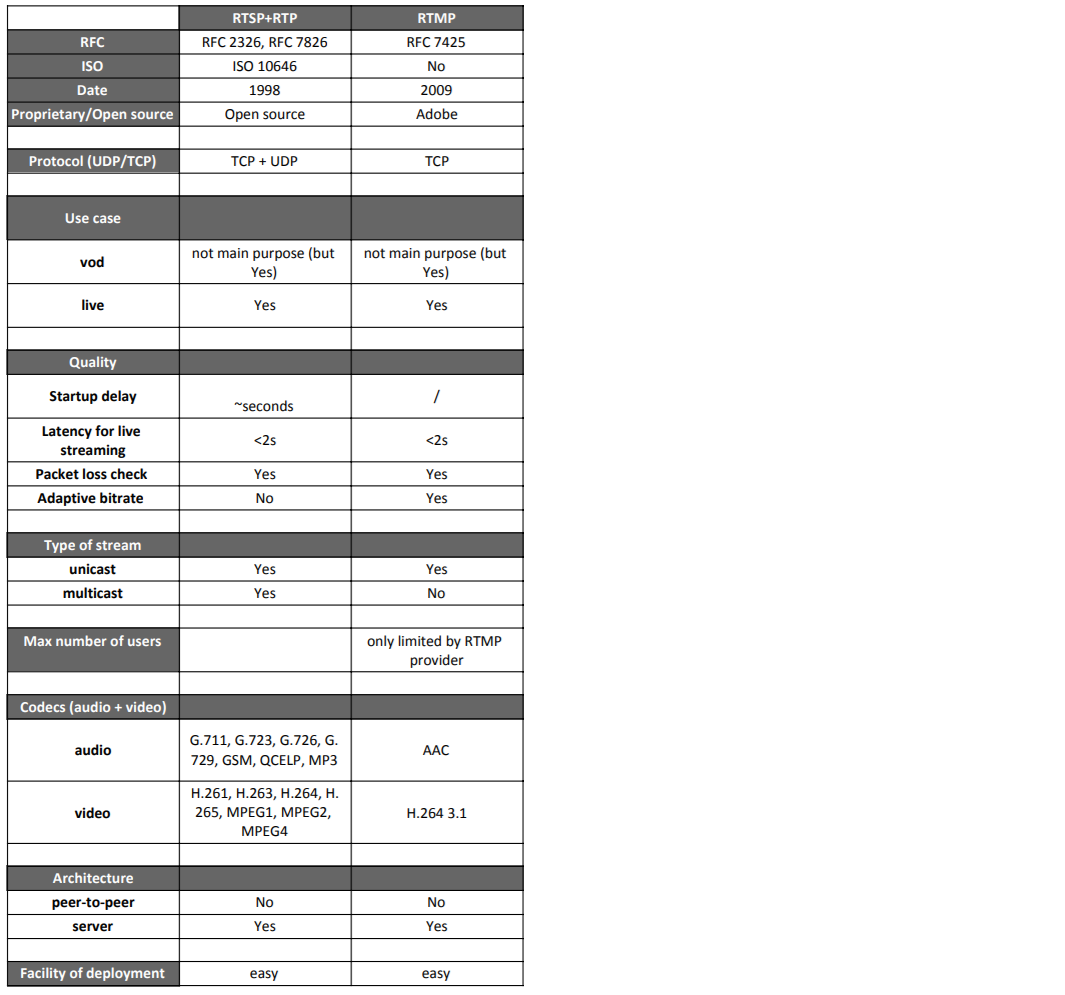 RTSP+RTP RTMP
RFC RFC 2326, RFC 7826 RFC 7425
ISO ISO 10646 No
Date 1998 2009
Proprietary/Open source Open source Adobe
Protocol (UDP/TCP) TCP + UDP TCP
Use case
vod not main purpose (but Yes) not main purpose (but Yes)
live Yes Yes
Quality
Startup delay ~seconds /
Latency for live streaming <2s <2s
Packet loss check Yes Yes
Adaptive bitrate No Yes
Type of stream
unicast Yes Yes
multicast Yes No
Max number of users only limited by RTMP provider
Codecs (audio + video)
audio G.711, G.723, G.726, G. 729, GSM, QCELP, MP3 AAC
video H.261, H.263, H.264, H. 265, MPEG1, MPEG2, MPEG4 H.264 3.1
Architecture
peer-to-peer No No
server Yes Yes
Facility of deployment easy easy